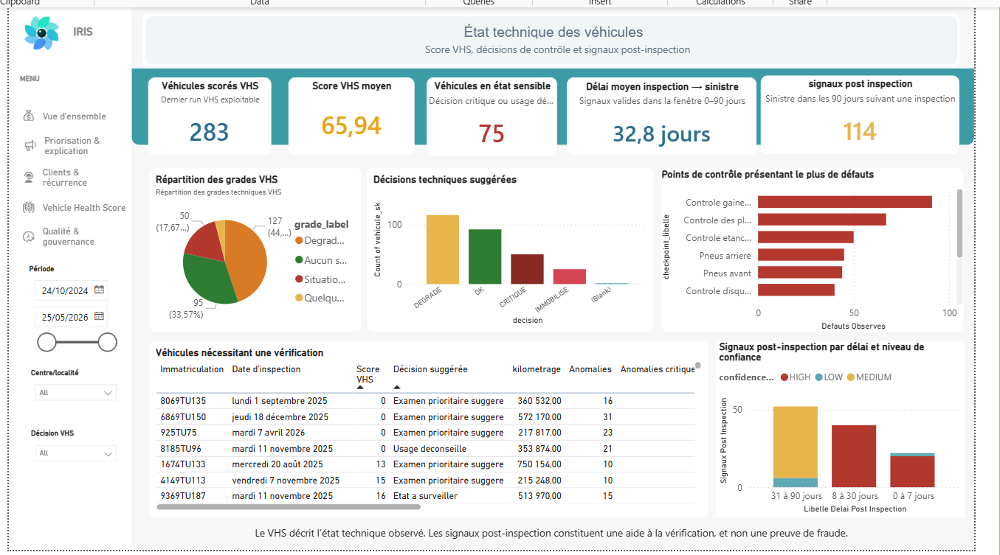 Clipboard
Data
Queries
Insert
Calculations
Share
IRIS
MENU
Vue d'ensemble
Priorisation &
explication
Clients &
récurrence
Vehicle Health Score
Qualité &
gouvernance
Période
24/10/2024
25/05/2026
Centre/localité
All
Décision VHS
All
État technique des véhicules
Score VHS, décisions de contrôle et signaux post-inspection
Véhicules scorés VHS
Dernier run VHS exploitable
283
Score VHS moyen
65,94
Véhicules en état sensible
Décision critique ou usage dé...
75
Délai moyen inspection → sinistre
Signaux valides dans la fenêtre 0–90 jours
32,8 jours
signaux post inspection
Sinistre dans les 90 jours suivant une inspection
114
Répartition des grades VHS
Répartition des grades techniques VHS
50
(17,67...)
127
(44,...)
95
(33,57%)
grade_label
Degrad...
Aucun s...
Situatio...
Quelqu...
Décisions techniques suggérées
Count of vehicule_sk
100
0
DEGRADE
OK
CRITIQUE
IMMOBILISE
(Blank)
decision
Points de contrôle présentant le plus de défauts
checkpoint_libelle
Controle gaine...
Controle des pl...
Controle etanc...
Pneus arriere
Pneus avant
Controle disqu...
0 50 100
Defauts Observes
Véhicules nécessitant une vérification
Immatriculation Date d'inspection Score VHS Décision suggérée kilometrage Anomalies Anomalies critique
8069TU135 lundi 1 septembre 2025 0 Examen prioritaire suggere 360 532,00 16
6869TU150 jeudi 18 décembre 2025 0 Examen prioritaire suggere 572 170,00 31
925TU75 mardi 7 avril 2026 0 Examen prioritaire suggere 217 817,00 23
8185TU96 mardi 11 novembre 2025 0 Usage deconseille 353 874,00 21
1674TU133 mercredi 20 août 2025 13 Examen prioritaire suggere 750 154,00 10
4149TU113 vendredi 7 novembre 2025 15 Examen prioritaire suggere 215 248,00 10
9369TU187 mardi 11 novembre 2025 16 Etat a surveiller 513 970,00 15
Signaux post-inspection par délai et niveau de
confiance
confidence... HIGH LOW MEDIUM
Signaux Post Inspection
50
0
31 à 90 jours 8 à 30 jours 0 à 7 jours
Libelle Delai Post Inspection
Le VHS décrit l'état technique observé. Les signaux post-inspection constituent une aide à la vérification, et non une preuve de fraude.